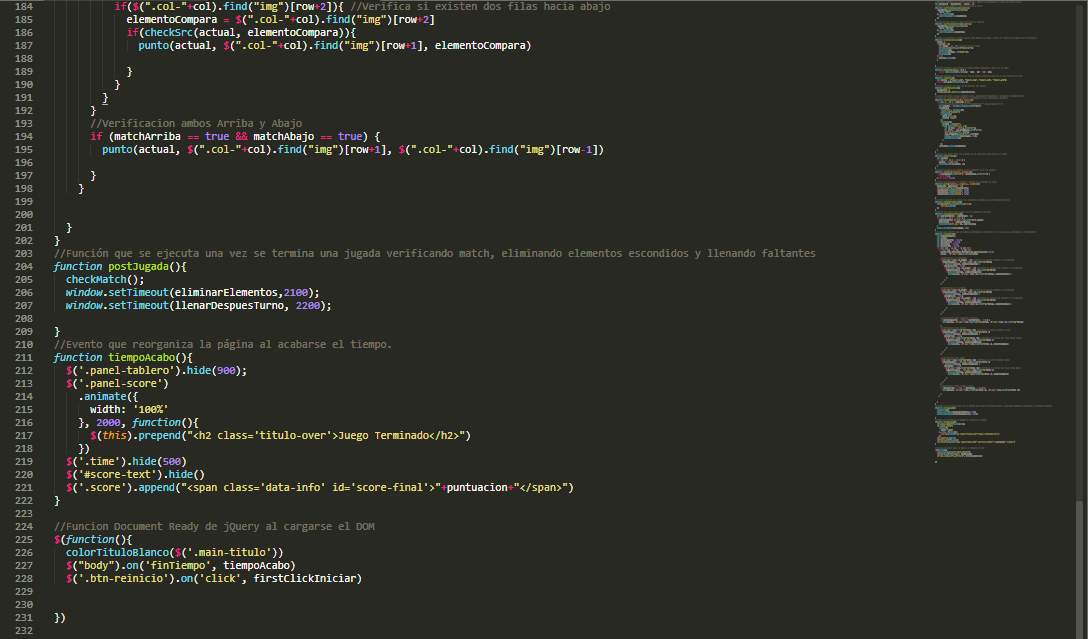 184 if($(".col-"+col).find("img")[row+2]){ //Verifica si existen dos filas hacia abajo
185 elementoCompara = $(".col-"+col).find("img")[row+2]
186 if(checkSrc(actual, elementoCompara)){
187 punto(actual, $(".col-"+col).find("img")[row+1], elementoCompara)
188
189 }
190 }
191 }
192 }
193 //Verificacion ambos Arriba y Abajo
194 if (matchArriba == true && matchAbajo == true) {
195 punto(actual, $(".col-"+col).find("img")[row+1], $(".col-"+col).find("img")[row-1])
196
197 }
198 }
199
200
201 }
202 }
203 //Función que se ejecuta una vez se termina una jugada verificando match, eliminando elementos escondidos y llenando faltantes
204 function postJugada(){
205 checkMatch();
206 window.setTimeout(eliminarElementos,2100);
207 window.setTimeout(llenarDespuesTurno, 2200);
208
209 }
210 //Evento que reorganiza la página al acabarse el tiempo.
211 function tiempoAcabo(){
212 $('.panel-tablero').hide(900);
213 $('.panel-score')
214 .animate({
215 width: '100%'
216 }, 2000, function(){
217 $(this).prepend("<h2 class='titulo-over'>Juego Terminado</h2>")
218 })
219 $('.time').hide(500)
220 $('#score-text').hide()
221 $('.score').append("<span class='data-info' id='score-final'>"+puntuacion+"</span>")
222 }
223
224 //Funcion Document Ready de jQuery al cargarse el DOM
225 $(function(){
226 colorTituloBlanco($('.main-titulo'))
227 $("body").on('finTiempo', tiempoAcabo)
228 $('.btn-reinicio').on('click', firstClickIniciar)
229
230
231 })
232